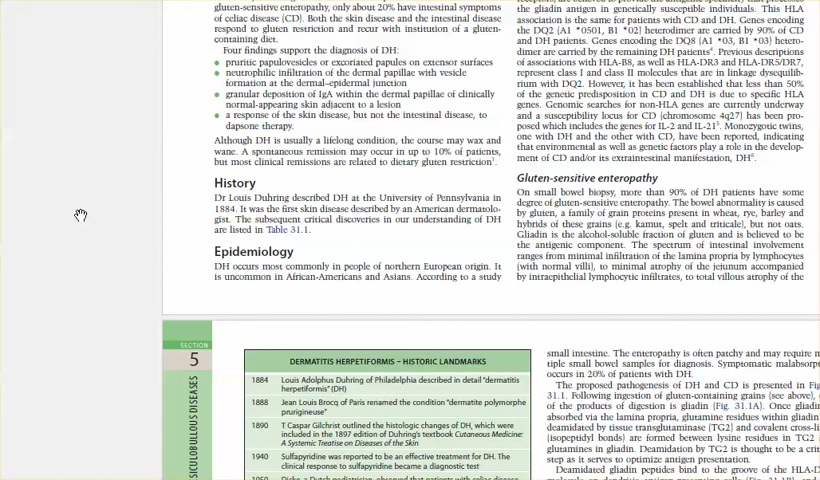 gluten-sensitive enteropathy, only about 20% have intestinal symptoms
of celiac disease (CD). Both the skin disease and the intestinal disease
respond to gluten restriction and recur with institution of a gluten-
containing diet.
Four findings support the diagnosis of DH:
• pruritic papulovesicles or excoriated papules on extensor surfaces
• neutrophilic infiltration of the dermal papillae with vesicle
formation at the dermal–epidermal junction
• granular deposition of IgA within the dermal papillae of clinically
normal-appearing skin adjacent to a lesion
• a response of the skin disease, but not the intestinal disease, to
dapsone therapy.
Although DH is usually a lifelong condition, the course may wax and
wane. A spontaneous remission may occur in up to 10% of patients,
but most clinical remissions are related to dietary gluten restriction¹.
History
Dr Louis Duhring described DH at the University of Pennsylvania in
1884. It was the first skin disease described by an American dermatolo-
gist. The subsequent critical discoveries in our understanding of DH
are listed in Table 31.1.
Epidemiology
DH occurs most commonly in people of northern European origin. It
is uncommon in African-Americans and Asians. According to a study
the gliadin antigen in genetically susceptible individuals. This HLA
association is the same for patients with CD and DH. Genes encoding
the DQ2 (A1 *0501, B1 *02) heterodimer are carried by 90% of CD
and DH patients. Genes encoding the DQ8 (A1 *03, B1 *03) hetero-
dimer are carried by the remaining DH patients⁴. Previous descriptions
of associations with HLA-B8, as well as HLA-DR3 and HLA-DR5/DR7,
represent class I and class II molecules that are in linkage dysequilib-
rium with DQ2. However, it has been established that less than 50%
of the genetic predisposition in CD and DH is due to specific HLA
genes. Genomic searches for non-HLA genes are currently underway
and a susceptibility locus for CD (chromosome 4q27) has been pro-
posed which includes the genes for IL-2 and IL-21⁵. Monozygotic twins,
one with DH and the other with CD, have been reported, indicating
that environmental as well as genetic factors play a role in the develop-
ment of CD and/or its extraintestinal manifestation, DH⁶.
Gluten-sensitive enteropathy
On small bowel biopsy, more than 90% of DH patients have some
degree of gluten-sensitive enteropathy. The bowel abnormality is caused
by gluten, a family of grain proteins present in wheat, rye, barley and
hybrids of these grains (e.g. kamut, spelt and triticale), but not oats.
Gliadin is the alcohol-soluble fraction of gluten and is believed to be
the antigenic component. The spectrum of intestinal involvement
ranges from minimal infiltration of the lamina propria by lymphocytes
(with normal villi), to minimal atrophy of the jejunum accompanied
by intraepithelial lymphocytic infiltrates, to total villous atrophy of the
SECTION
5
SICULOBULLOUS DISEASES
DERMATITIS HERPETIFORMIS – HISTORIC LANDMARKS
1884 Louis Adolphus Duhring of Philadelphia described in detail "dermatitis
herpetiformis" (DH)
1888 Jean Louis Brocq of Paris renamed the condition "dermatite polymorphe
prurigineuse"
1890 T Caspar Gilchrist outlined the histologic changes of DH, which were
included in the 1897 edition of Duhring's textbook Cutaneous Medicine:
A Systematic Treatise on Diseases of the Skin
1940 Sulfapyridine was reported to be an effective treatment for DH. The
clinical response to sulfapyridine became a diagnostic test
small intestine. The enteropathy is often patchy and may require m
tiple small bowel samples for diagnosis. Symptomatic malabsorp
occurs in 20% of patients with DH.
The proposed pathogenesis of DH and CD is presented in Fig
31.1. Following ingestion of gluten-containing grains (see above),
of the products of digestion is gliadin (Fig. 31.1A). Once gliadin
absorbed via the lamina propria, glutamine residues within gliadin
deamidated by tissue transglutaminase (TG2) and covalent cross-li
(isopeptidyl bonds) are formed between lysine residues in TG2
glutamines in gliadin. Deamidation by TG2 is thought to be a crit
step as it serves to optimize antigen presentation.
Deamidated gliadin peptides bind to the groove of the HLA-D